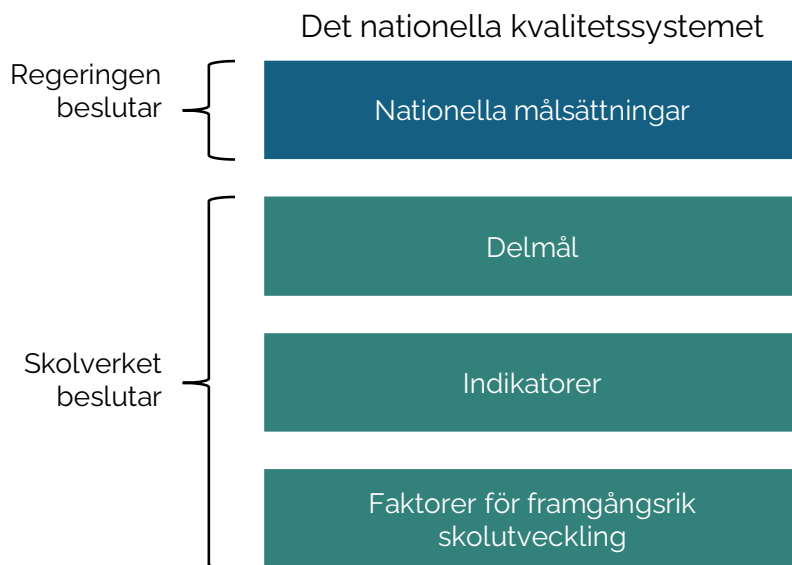 Det nationella kvalitetssystemet
Regeringen
beslutar
Nationella målsättningar
Delmål
Skolverket
beslutar
Indikatorer
Faktorer för framgångsrik
skolutveckling